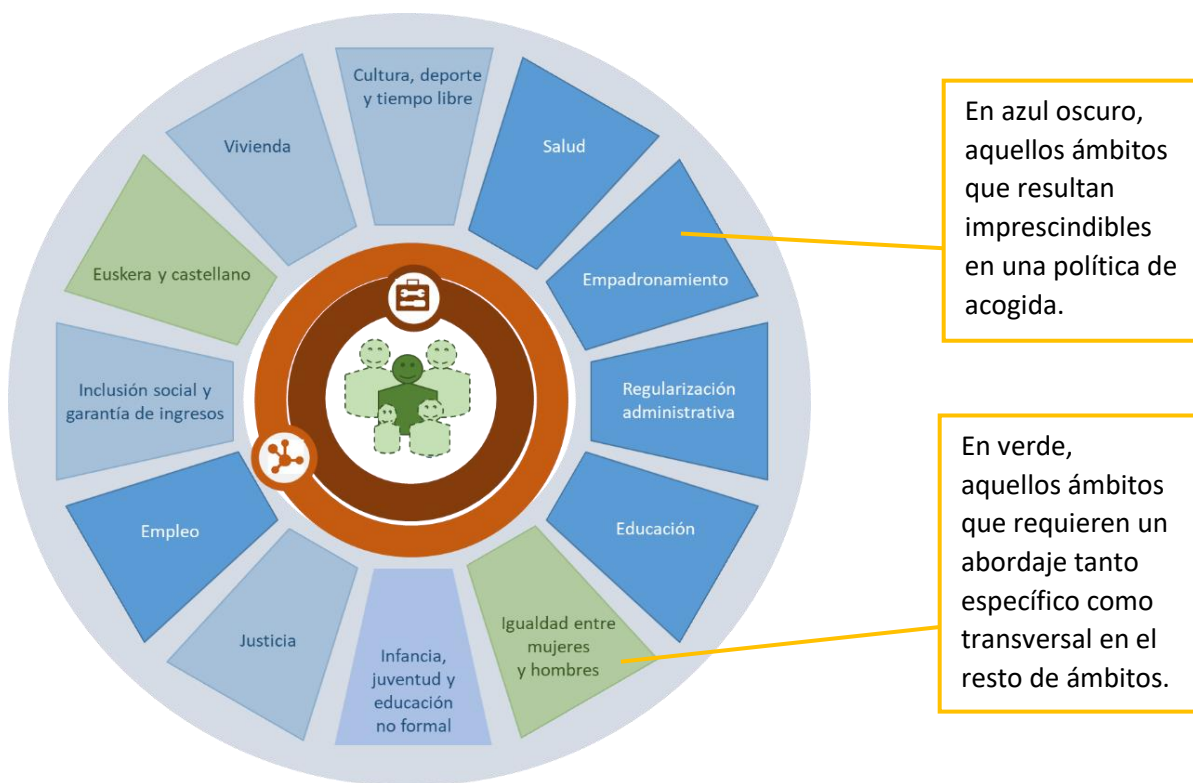 Cultura, deporte
y tiempo libre
Salud
Empadronamiento
Regularización
administrativa
Educación
Igualdad entre
mujeres
y hombres
Infancia,
juventud y
educación
no formal
Justicia
Empleo
Inclusión social y
garantía de ingresos
Euskera y castellano
Vivienda
En azul oscuro,
aquellos ámbitos
que resultan
imprescindibles
en una política de
acogida.
En verde,
aquellos ámbitos
que requieren un
abordaje tanto
específico como
transversal en el
resto de ámbitos.